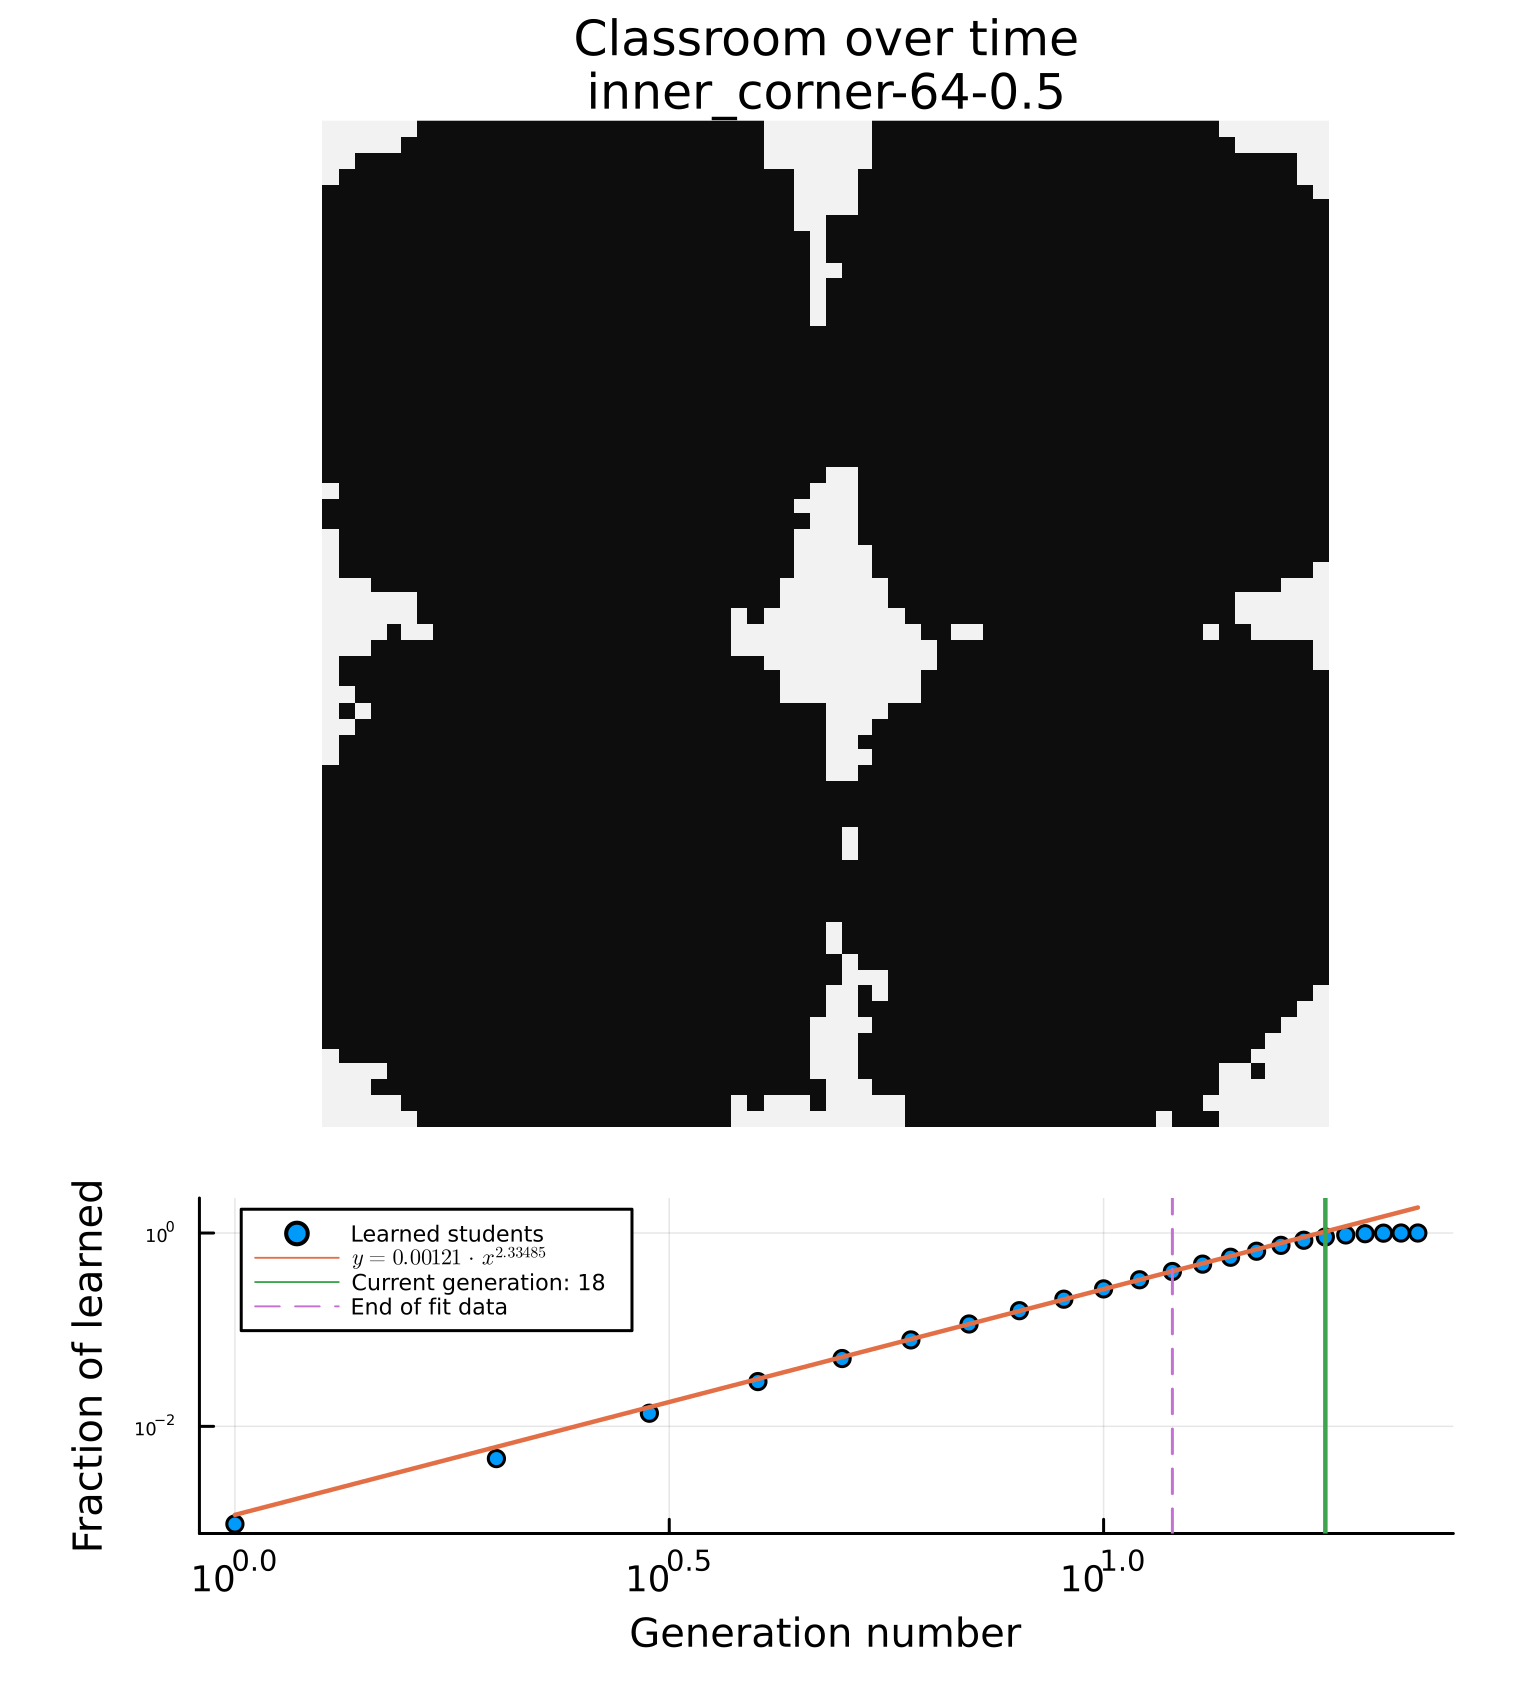 Classroom over time
inner_corner-64-0.5
Fraction of learned
10^0
10^−2
Learned students
y = 0.00121 · x^2.33485
Current generation: 18
End of fit data
10^0.0
10^0.5
10^1.0
Generation number